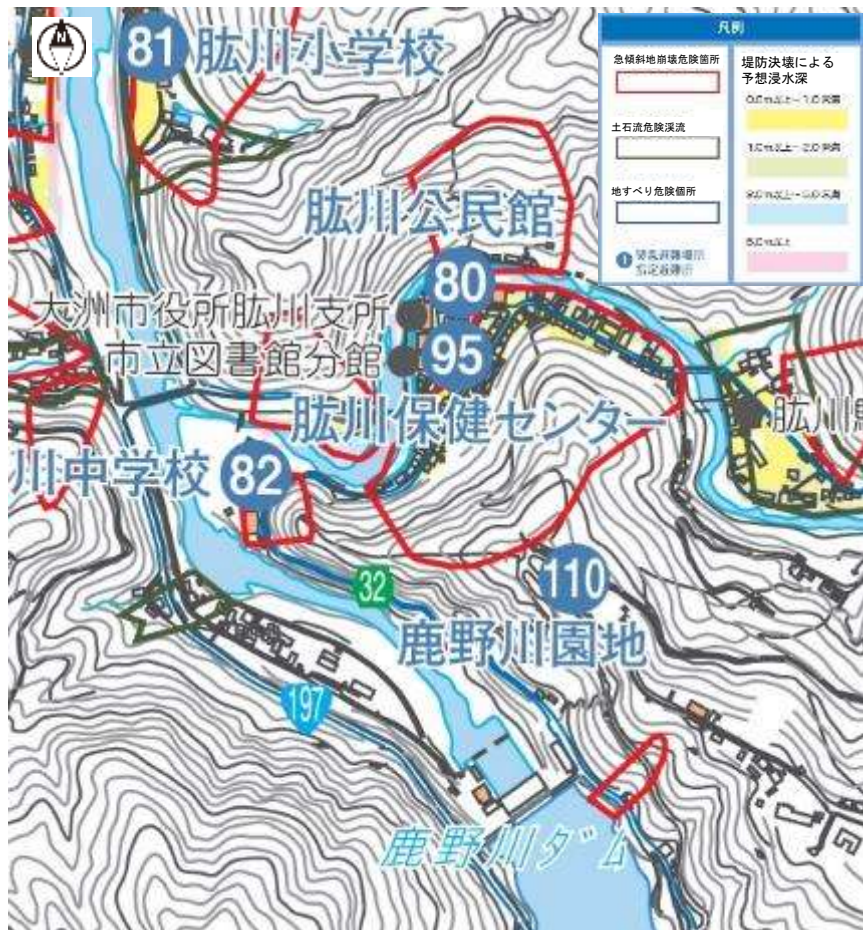 N
81 肱川小学校
凡例
急傾斜地崩壊危険箇所
土石流危険渓流
地すべり危険個所
堤防決壊による
予想浸水深
肱川公民館
80
大洲市役所肱川支所
市立図書館分館
95
肱川保健センター
肱川
川中学校 82
32
110
鹿野川園地
197
鹿野川ダム